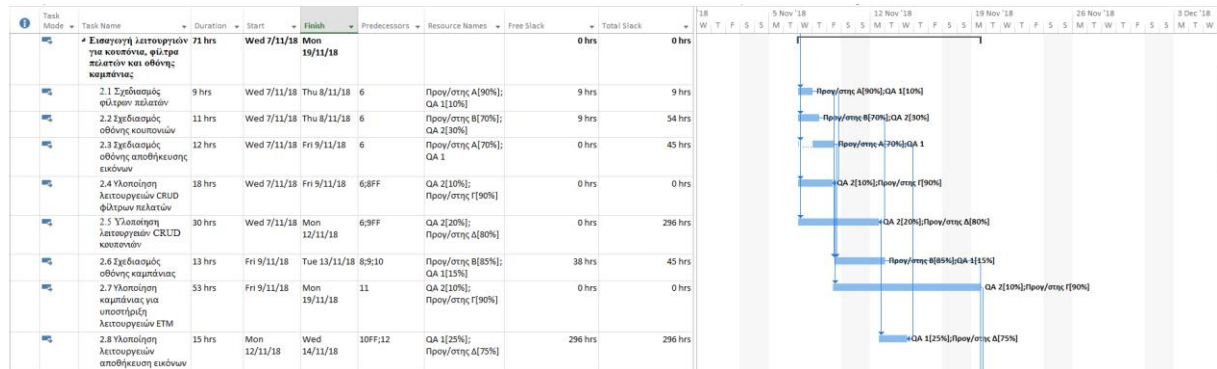 Task
Mode Task Name Duration Start Finish Predecessors Resource Names Free Slack Total Slack
'18 5 Nov '18 12 Nov '18 19 Nov '18 26 Nov '18 3 Dec '18
W T F S S M T W T F S S M T W T F S S M T W T F S S M T W T F S S M T W
Εισαγωγή λειτουργιών 71 hrs Wed 7/11/18 Mon 0 hrs 0 hrs
για κουπόνια, φίλτρα 19/11/18
πελατών και οθόνης
καμπάνιας
2.1 Σχεδιασμός 9 hrs Wed 7/11/18 Thu 8/11/18 6 Προγ/στης Α[90%]; 9 hrs 9 hrs
φίλτρων πελατών QA 1[10%]
Προγ/στης Α[90%];QA 1[10%]
2.2 Σχεδιασμός 11 hrs Wed 7/11/18 Thu 8/11/18 6 Προγ/στης Β[70%]; 9 hrs 54 hrs
οθόνης κουπονιών QA 2[30%]
Προγ/στης Β[70%];QA 2[30%]
2.3 Σχεδιασμός 12 hrs Wed 7/11/18 Fri 9/11/18 6 Προγ/στης Α[70%]; 0 hrs 45 hrs
οθόνης αποθήκευσης QA 1
εικόνων
Προγ/στης Α[70%];QA 1
2.4 Υλοποίηση 18 hrs Wed 7/11/18 Fri 9/11/18 6;8FF QA 2[10%]; 0 hrs 0 hrs
λειτουργειών CRUD Προγ/στης Γ[90%]
φίλτρων πελατών
QA 2[10%];Προγ/στης Γ[90%]
2.5 Υλοποίηση 30 hrs Wed 7/11/18 Mon 6;9FF QA 2[20%]; 0 hrs 296 hrs
λειτουργειών CRUD 12/11/18 Προγ/στης Δ[80%]
κουπονιών
QA 2[20%];Προγ/στης Δ[80%]
2.6 Σχεδιασμός 13 hrs Fri 9/11/18 Tue 13/11/18 8;9;10 Προγ/στης Β[85%]; 38 hrs 45 hrs
οθόνης καμπάνιας QA 1[15%]
Προγ/στης Β[85%];QA 1[15%]
2.7 Υλοποίηση 53 hrs Fri 9/11/18 Mon 11 QA 2[10%]; 0 hrs 0 hrs
καμπάνιας για 19/11/18 Προγ/στης Γ[90%]
υποστήριξη
λειτουργειών ETM
QA 2[10%];Προγ/στης Γ[90%]
2.8 Υλοποίηση 15 hrs Mon Wed 10FF;12 QA 1[25%]; 296 hrs 296 hrs
λειτουργειών 12/11/18 14/11/18 Προγ/στης Δ[75%]
αποθήκευση εικόνων
QA 1[25%];Προγ/στης Δ[75%]